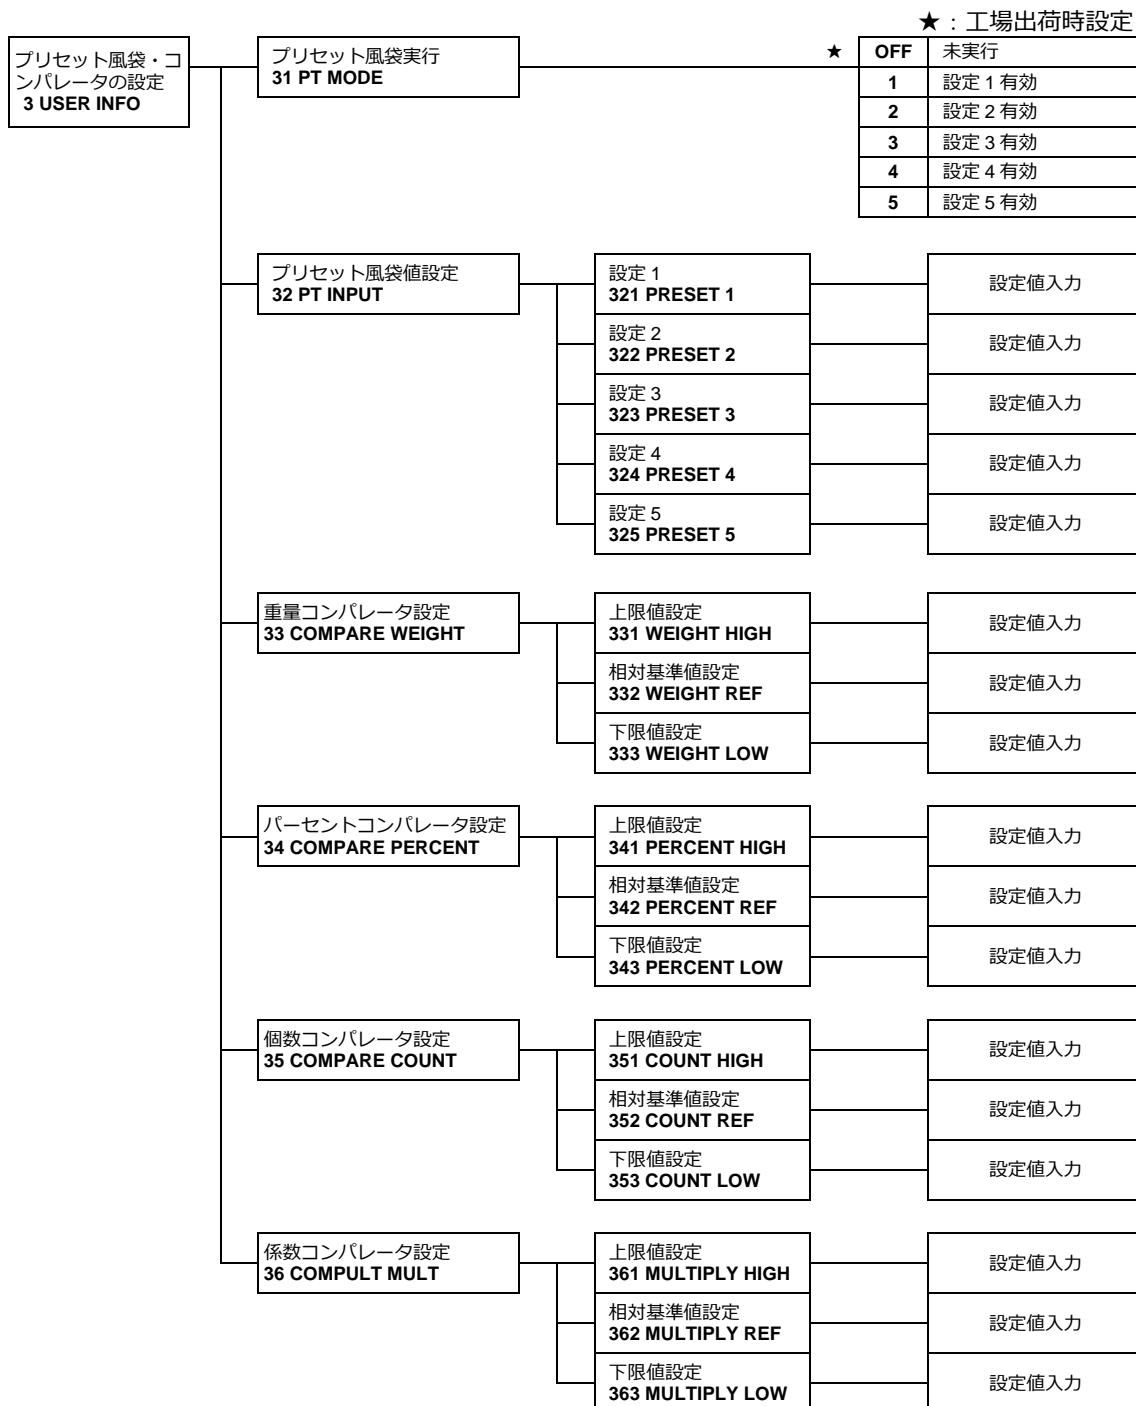 ★：工場出荷時設定
プリセット風袋・コ
ンパレータの設定
3 USER INFO
プリセット風袋実行
31 PT MODE
★ OFF 未実行
1 設定 1 有効
2 設定 2 有効
3 設定 3 有効
4 設定 4 有効
5 設定 5 有効
プリセット風袋値設定
32 PT INPUT
設定 1
321 PRESET 1
設定値入力
設定 2
322 PRESET 2
設定値入力
設定 3
323 PRESET 3
設定値入力
設定 4
324 PRESET 4
設定値入力
設定 5
325 PRESET 5
設定値入力
重量コンパレータ設定
33 COMPARE WEIGHT
上限値設定
331 WEIGHT HIGH
設定値入力
相対基準値設定
332 WEIGHT REF
設定値入力
下限値設定
333 WEIGHT LOW
設定値入力
パーセントコンパレータ設定
34 COMPARE PERCENT
上限値設定
341 PERCENT HIGH
設定値入力
相対基準値設定
342 PERCENT REF
設定値入力
下限値設定
343 PERCENT LOW
設定値入力
個数コンパレータ設定
35 COMPARE COUNT
上限値設定
351 COUNT HIGH
設定値入力
相対基準値設定
352 COUNT REF
設定値入力
下限値設定
353 COUNT LOW
設定値入力
係数コンパレータ設定
36 COMPULT MULT
上限値設定
361 MULTIPLY HIGH
設定値入力
相対基準値設定
362 MULTIPLY REF
設定値入力
下限値設定
363 MULTIPLY LOW
設定値入力